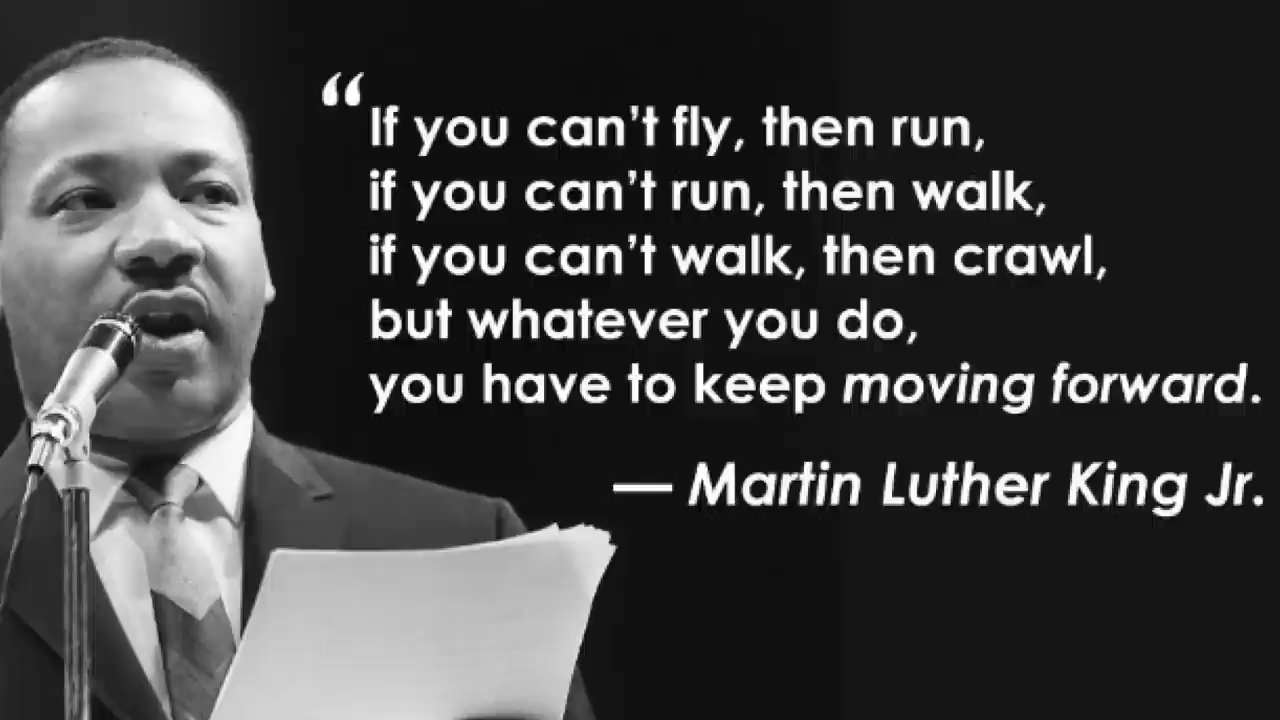 “If you can’t fly, then run,
if you can’t run, then walk,
if you can’t walk, then crawl,
but whatever you do,
you have to keep moving forward.
— Martin Luther King Jr.